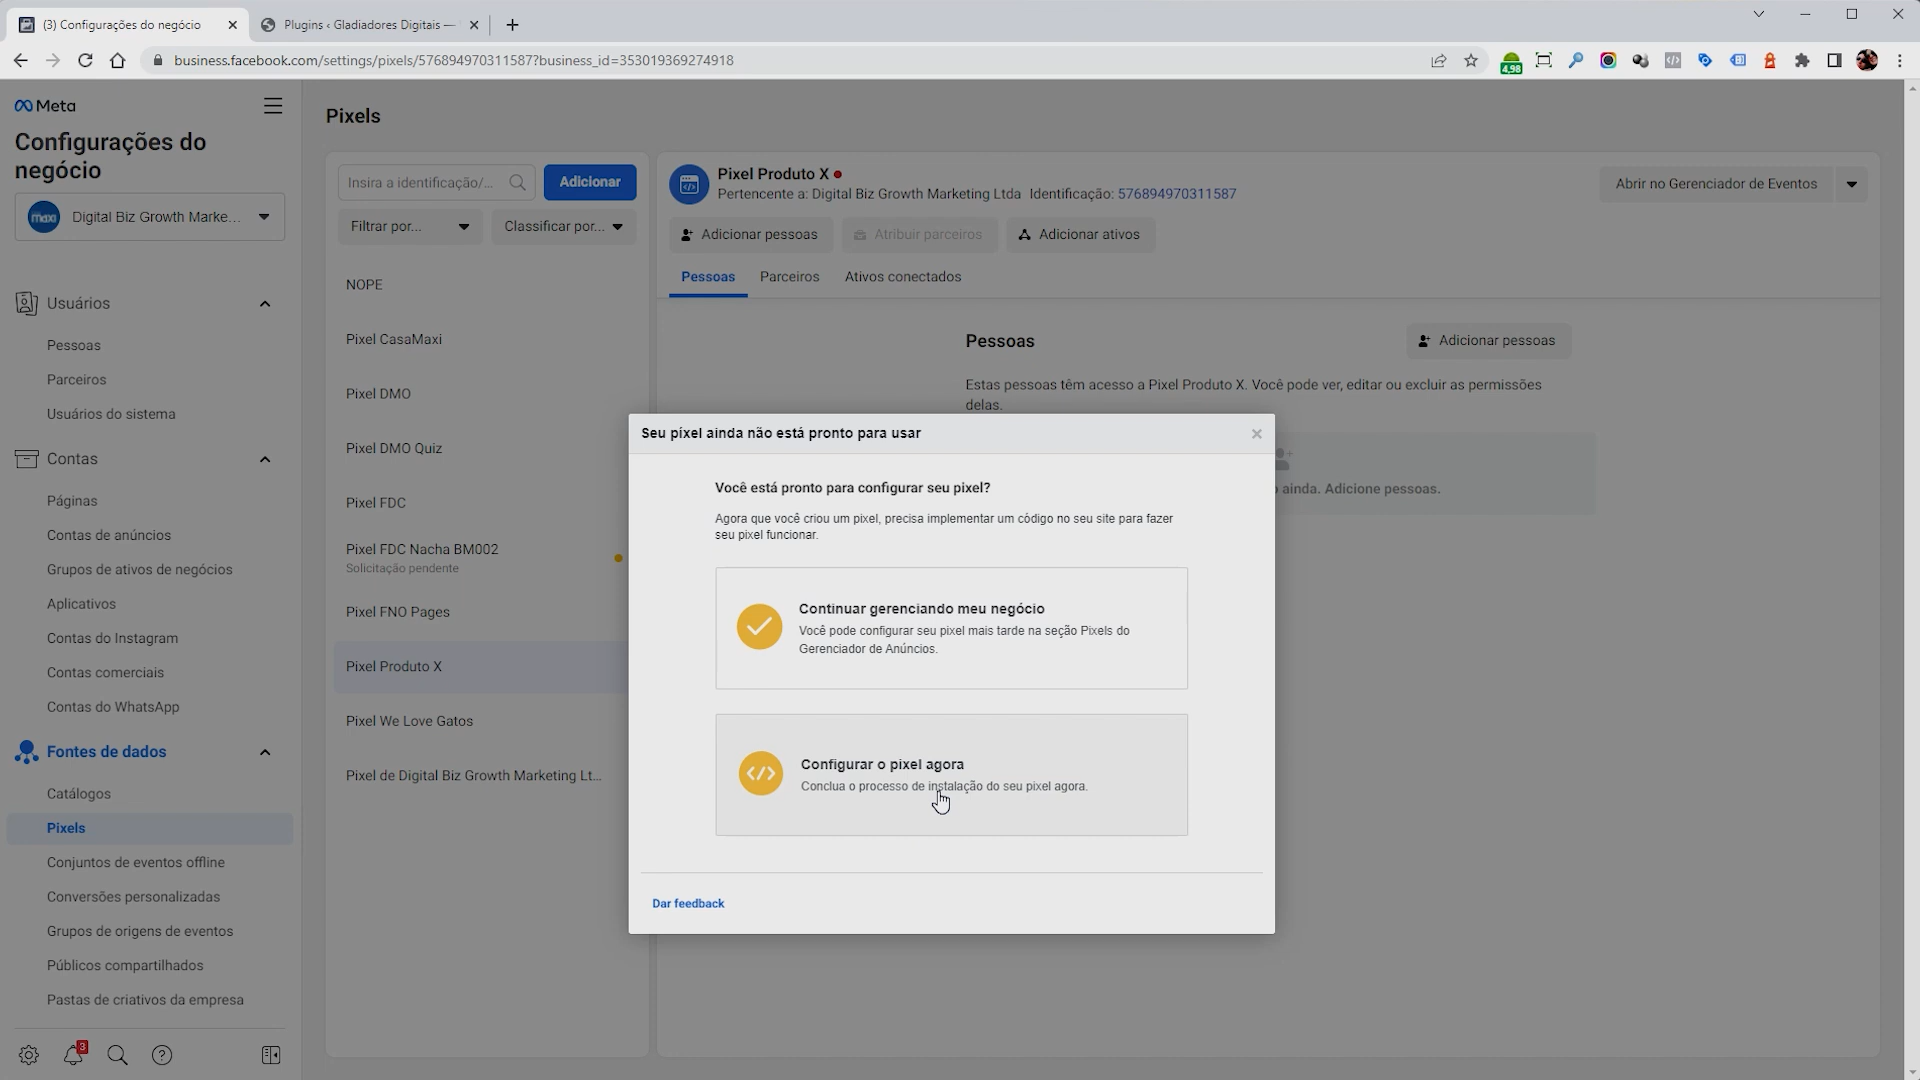 (3) Configurações do negócio
Plugins ‹ Gladiadores Digitais —
business.facebook.com/settings/pixels/576894970311587?business_id=353019369274918
4,98
Meta
Configurações do
negócio
maxi
Digital Biz Growth Marke...
Usuários
Pessoas
Parceiros
Usuários do sistema
Contas
Páginas
Contas de anúncios
Grupos de ativos de negócios
Aplicativos
Contas do Instagram
Contas comerciais
Contas do WhatsApp
Fontes de dados
Catálogos
Pixels
Conjuntos de eventos offline
Conversões personalizadas
Grupos de origens de eventos
Públicos compartilhados
Pastas de criativos da empresa
3
Pixels
Insira a identificação/...
Adicionar
Filtrar por...
Classificar por...
NOPE
Pixel CasaMaxi
Pixel DMO
Pixel DMO Quiz
Pixel FDC
Pixel FDC Nacha BM002
Solicitação pendente
Pixel FNO Pages
Pixel Produto X
Pixel We Love Gatos
Pixel de Digital Biz Growth Marketing Lt...
Pixel Produto X
Pertencente a: Digital Biz Growth Marketing Ltda Identificação: 576894970311587
Abrir no Gerenciador de Eventos
Adicionar pessoas
Atribuir parceiros
Adicionar ativos
Pessoas
Parceiros
Ativos conectados
Pessoas
Adicionar pessoas
Estas pessoas têm acesso a Pixel Produto X. Você pode ver, editar ou excluir as permissões
delas.
ainda. Adicione pessoas.
Seu píxel ainda não está pronto para usar
Você está pronto para configurar seu pixel?
Agora que você criou um pixel, precisa implementar um código no seu site para fazer
seu pixel funcionar.
Continuar gerenciando meu negócio
Você pode configurar seu pixel mais tarde na seção Pixels do
Gerenciador de Anúncios.
Configurar o pixel agora
Conclua o processo de instalação do seu pixel agora.
Dar feedback